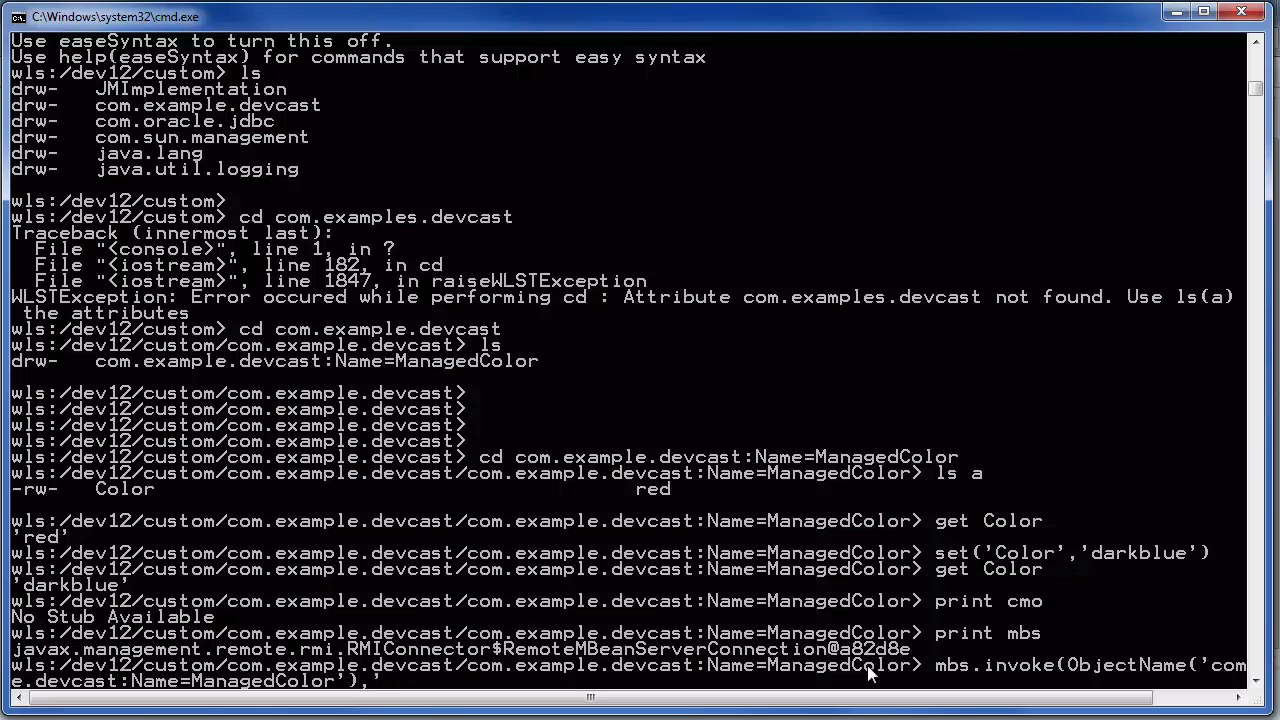 C:\Windows\system32\cmd.exe
Use easeSyntax to turn this off.
Use help(easeSyntax) for commands that support easy syntax
wls:/dev12/custom> ls
drw-   JMImplementation
drw-   com.example.devcast
drw-   com.oracle.jdbc
drw-   com.sun.management
drw-   java.lang
drw-   java.util.logging
wls:/dev12/custom>
wls:/dev12/custom> cd com.examples.devcast
Traceback (innermost last):
  File "<console>", line 1, in ?
  File "<iostream>", line 182, in cd
  File "<iostream>", line 1847, in raiseWLSTException
WLSTException: Error occured while performing cd : Attribute com.examples.devcast not found. Use ls(a)
 the attributes
wls:/dev12/custom> cd com.example.devcast
wls:/dev12/custom/com.example.devcast> ls
drw-   com.example.devcast:Name=ManagedColor
wls:/dev12/custom/com.example.devcast>
wls:/dev12/custom/com.example.devcast>
wls:/dev12/custom/com.example.devcast>
wls:/dev12/custom/com.example.devcast>
wls:/dev12/custom/com.example.devcast> cd com.example.devcast:Name=ManagedColor
wls:/dev12/custom/com.example.devcast/com.example.devcast:Name=ManagedColor> ls a
-rw-   Color                                        red
wls:/dev12/custom/com.example.devcast/com.example.devcast:Name=ManagedColor> get Color
'red'
wls:/dev12/custom/com.example.devcast/com.example.devcast:Name=ManagedColor> set('Color','darkblue')
wls:/dev12/custom/com.example.devcast/com.example.devcast:Name=ManagedColor> get Color
'darkblue'
wls:/dev12/custom/com.example.devcast/com.example.devcast:Name=ManagedColor> print cmo
No Stub Available
wls:/dev12/custom/com.example.devcast/com.example.devcast:Name=ManagedColor> print mbs
javax.management.remote.rmi.RMIConnector$RemoteMBeanServerConnection@a82d8e
wls:/dev12/custom/com.example.devcast/com.example.devcast:Name=ManagedColor> mbs.invoke(ObjectName('com
e.devcast:Name=ManagedColor'),'